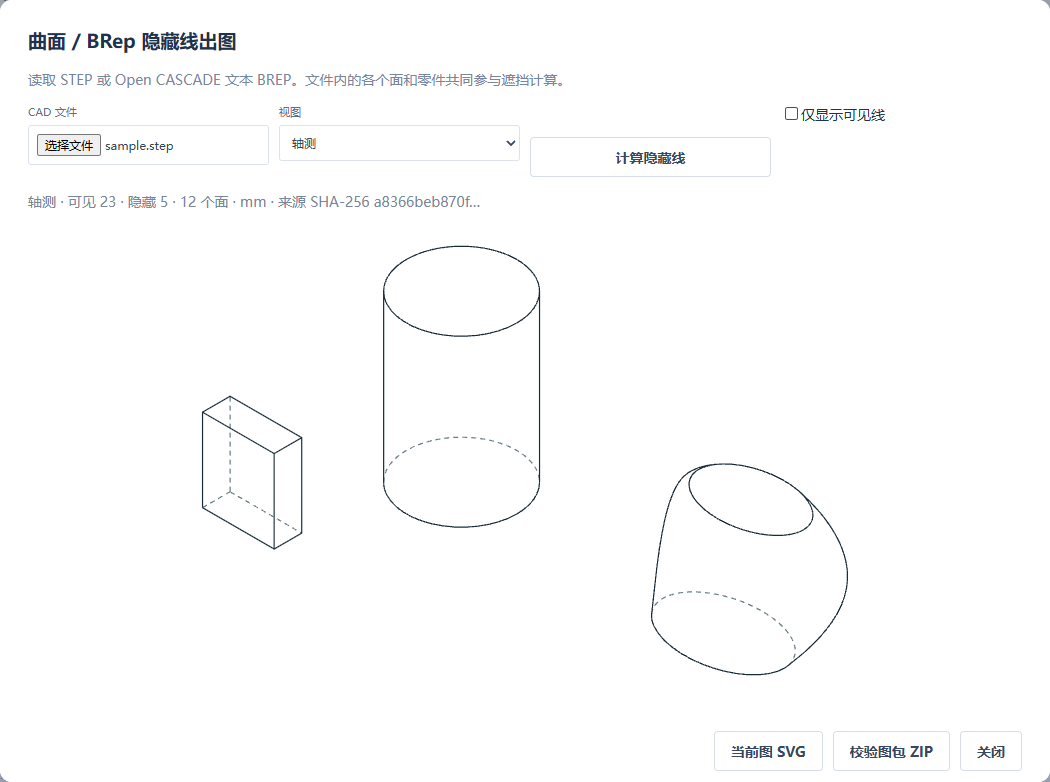 曲面 / BRep 隐藏线出图
读取 STEP 或 Open CASCADE 文本 BREP。文件内的各个面和零件共同参与遮挡计算。
CAD 文件
视图
仅显示可见线
选择文件 sample.step
轴测
计算隐藏线
轴测 · 可见 23 · 隐藏 5 · 12 个面 · mm · 来源 SHA-256 a8366beb870f...
当前图 SVG
校验图包 ZIP
关闭